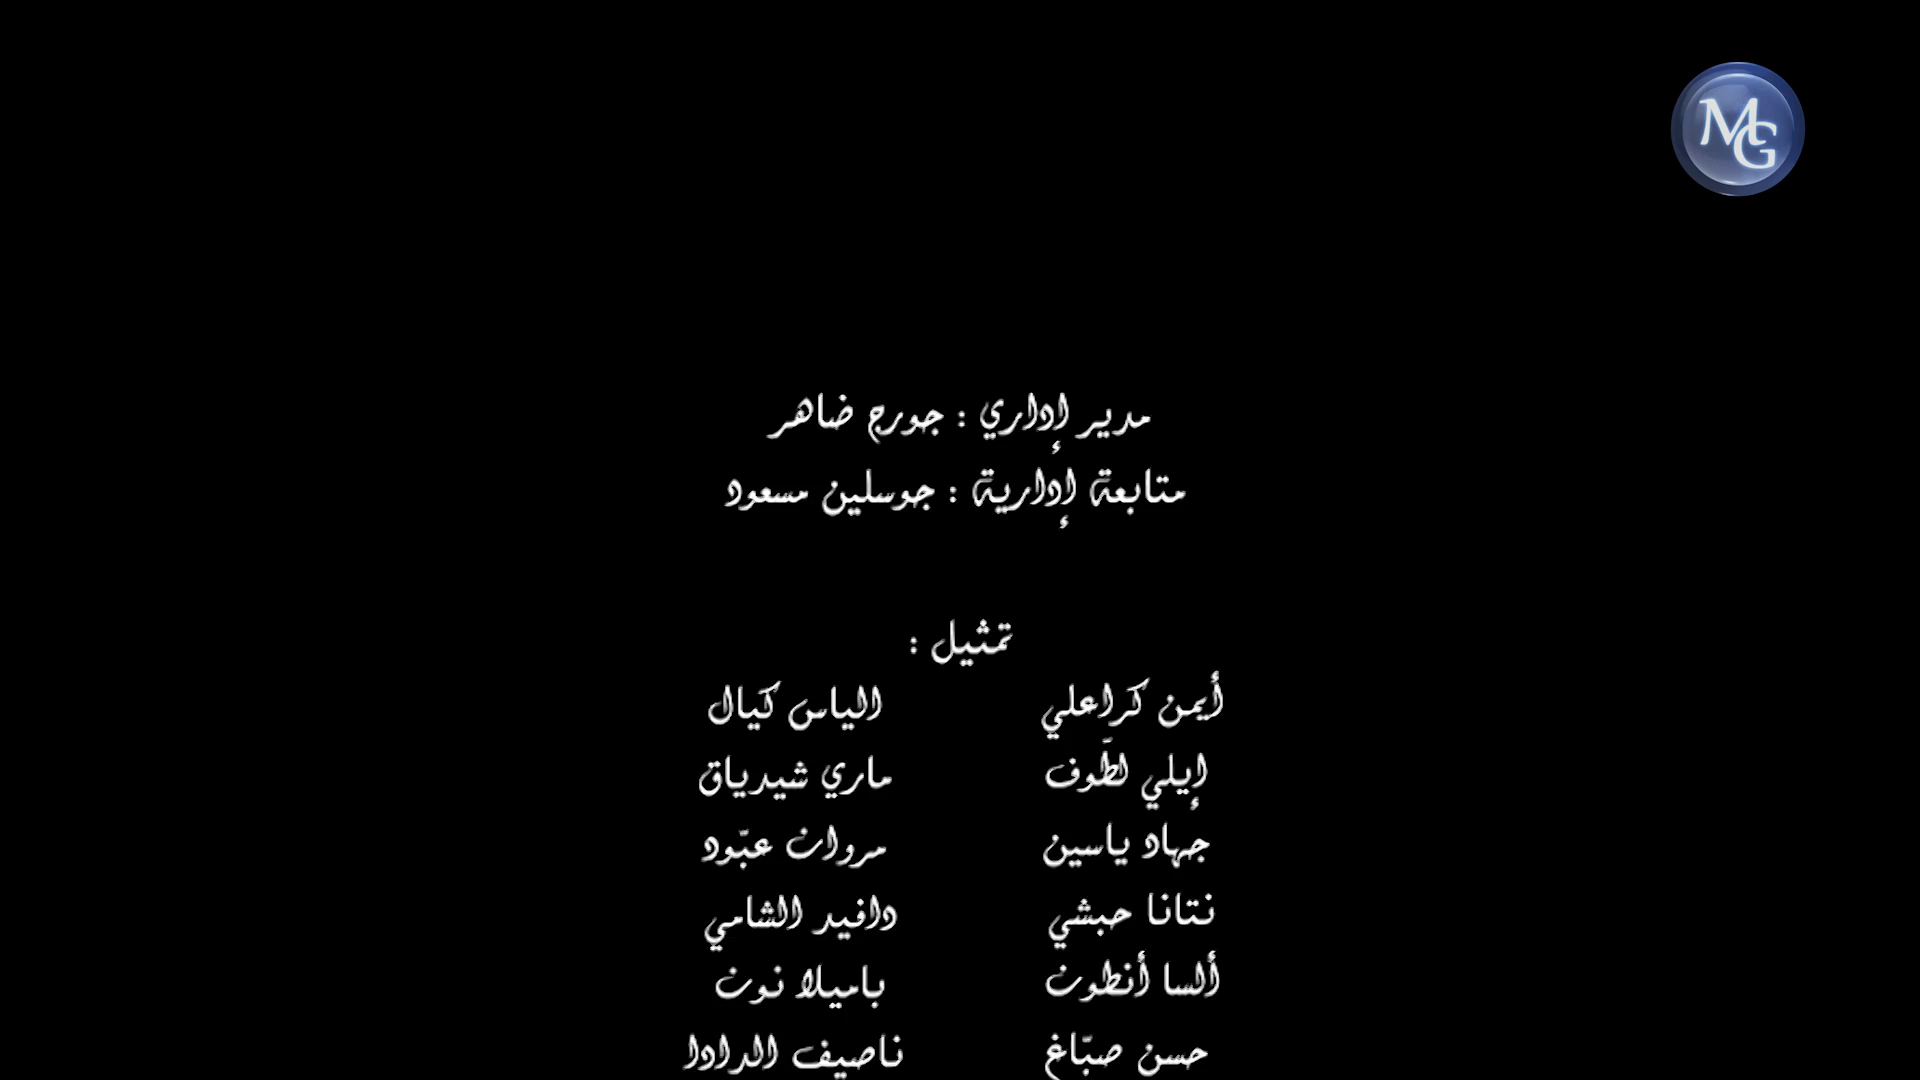 MG
مدير إداري : جورج ضاهر
متابعة إدارية : جوسلين مسعود
تمثيل :
أيمن كراعلي الياس كيال
إيلي لطّوف ماري شيدياق
جهاد ياسين مروان عبّود
نتانا حبشي دافيد الشامي
ألسا أنطون باميلا نون
حسن صبّاغ ناصيف الدادا